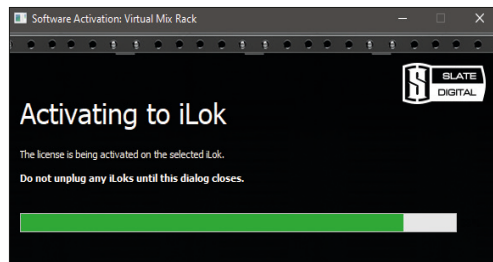 Software Activation: Virtual Mix Rack
SLATE
DIGITAL
Activating to iLok
The license is being activated on the selected iLok.
Do not unplug any iLoks until this dialog closes.